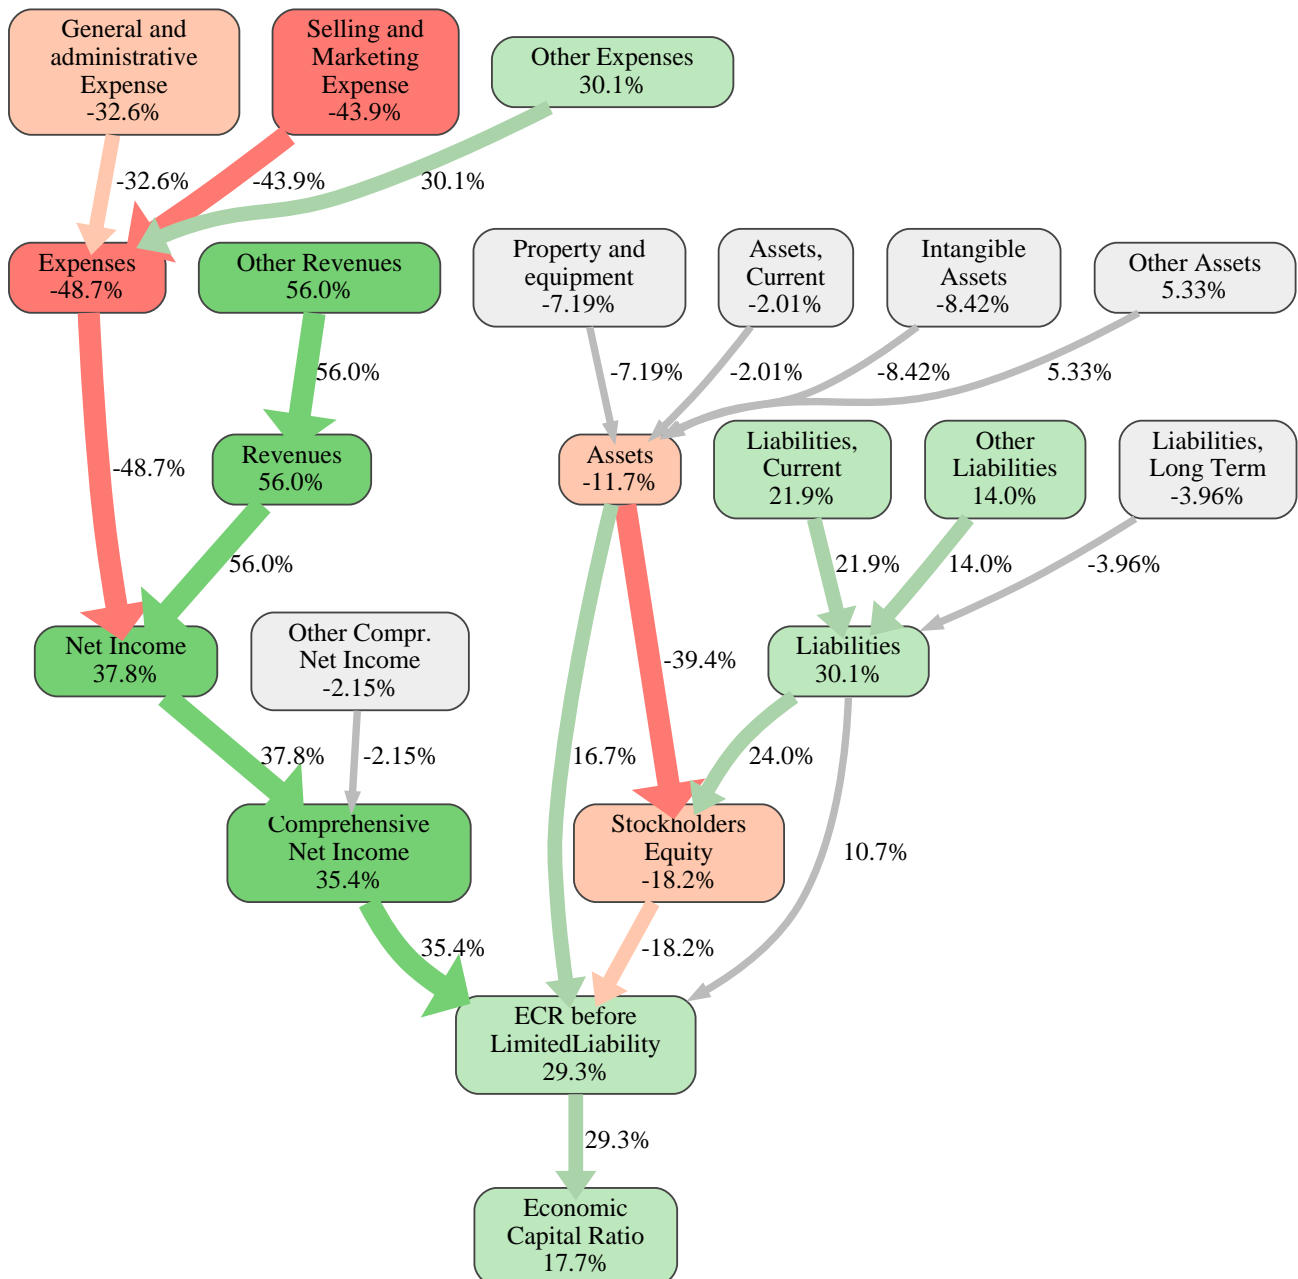 General and
administrative
Expense
-32.6%
Selling and
Marketing
Expense
-43.9%
Other Expenses
30.1%
-32.6%
-43.9%
30.1%
Expenses
-48.7%
Other Revenues
56.0%
Property and
equipment
-7.19%
Assets,
Current
-2.01%
Intangible
Assets
-8.42%
Other Assets
5.33%
56.0%
-7.19%
-2.01%
-8.42%
5.33%
-48.7%
Revenues
56.0%
Assets
-11.7%
Liabilities,
Current
21.9%
Other
Liabilities
14.0%
Liabilities,
Long Term
-3.96%
56.0%
21.9%
14.0%
-3.96%
Net Income
37.8%
Other Compr.
Net Income
-2.15%
-39.4%
Liabilities
30.1%
37.8%
-2.15%
16.7%
24.0%
Comprehensive
Net Income
35.4%
Stockholders
Equity
-18.2%
10.7%
35.4%
-18.2%
ECR before
LimitedLiability
29.3%
29.3%
Economic
Capital Ratio
17.7%